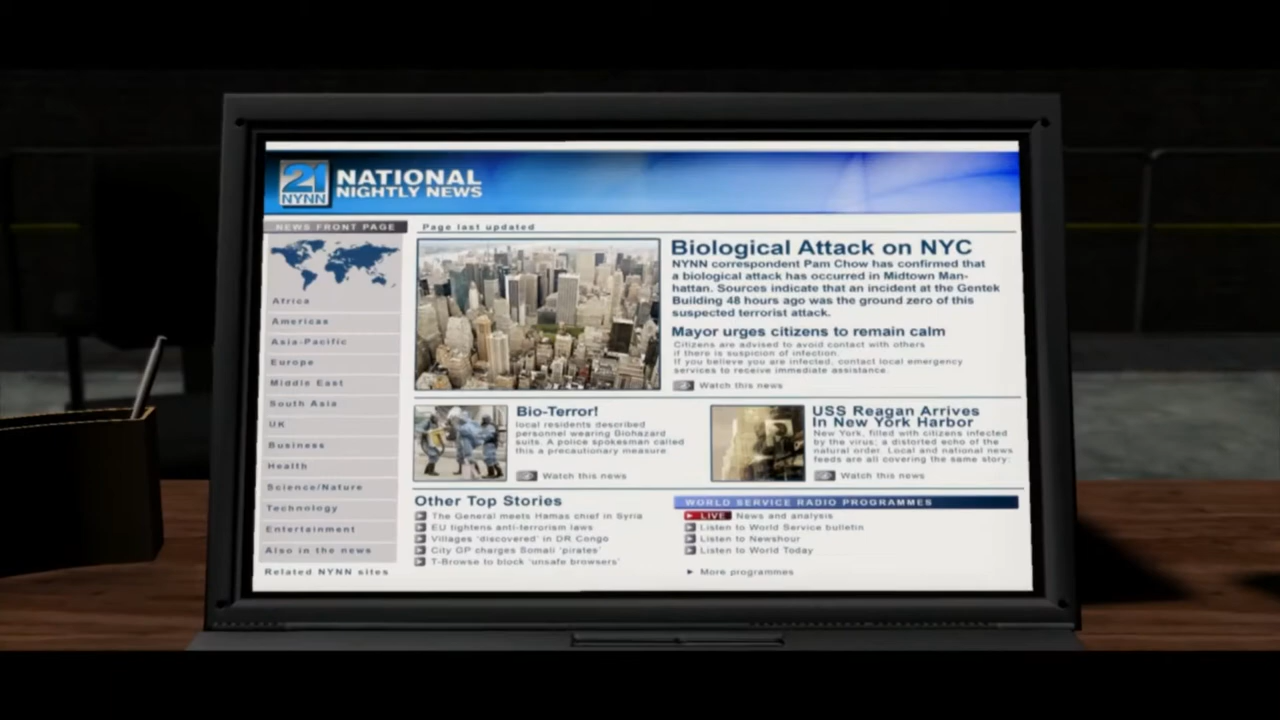 21
NYNN
NATIONAL
NIGHTLY NEWS
NEWS FRONT PAGE
Africa
Americas
Asia-Pacific
Europe
Middle East
South Asia
UK
Business
Health
Science/Nature
Technology
Entertainment
Also in the news
Related NYNN sites
Page last updated
Biological Attack on NYC
NYNN correspondent Pam Chow has confirmed that
a biological attack has occurred in Midtown Man-
hattan. Sources indicate that an incident at the Gentek
Building 48 hours ago was the ground zero of this
suspected terrorist attack.
Mayor urges citizens to remain calm
Citizens are advised to avoid contact with others
if there is suspicion of infection.
If you believe you are infected, contact local emergency
services to receive immediate assistance.
Watch this news
Bio-Terror!
local residents described
personnel wearing Biohazard
suits. A police spokesman called
this a precautionary measure.
Watch this news
USS Reagan Arrives
In New York Harbor
New York, filled with citizens infected
by the virus; a distorted echo of the
natural order. Local and national news
feeds are all covering the same story:
Watch this news
Other Top Stories
The General meets Hamas chief in Syria
EU tightens anti-terrorism laws
Villages 'discovered' in DR Congo
City GP charges Somali 'pirates'
T-Browse to block 'unsafe browsers'
WORLD SERVICE RADIO PROGRAMMES
LIVE News and analysis
Listen to World Service bulletin
Listen to Newshour
Listen to World Today
More programmes